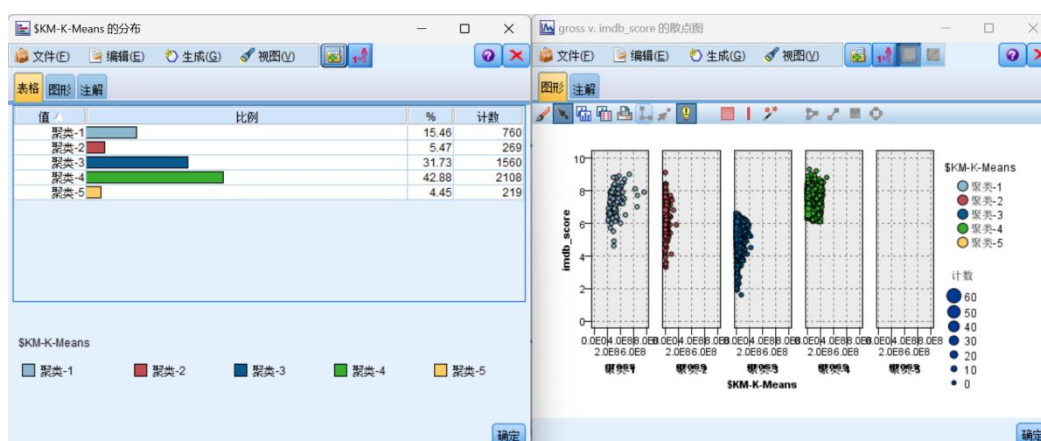 $KM-K-Means 的分布
文件(F) 编辑(E) 生成(G) 视图(V)
表格 图形 注解
值 比例 % 计数
聚类-1 15.46 760
聚类-2 5.47 269
聚类-3 31.73 1560
聚类-4 42.88 2108
聚类-5 4.45 219
$KM-K-Means
聚类-1 聚类-2 聚类-3 聚类-4 聚类-5
确定
gross v. imdb_score 的散点图
文件(F) 编辑(E) 生成(G) 视图(V)
图形 注解
$KM-K-Means
聚类-1
聚类-2
聚类-3
聚类-4
聚类-5
计数
60
50
40
30
20
10
0
imdb_score
10
8
6
4
2
0
$KM-K-Means
确定